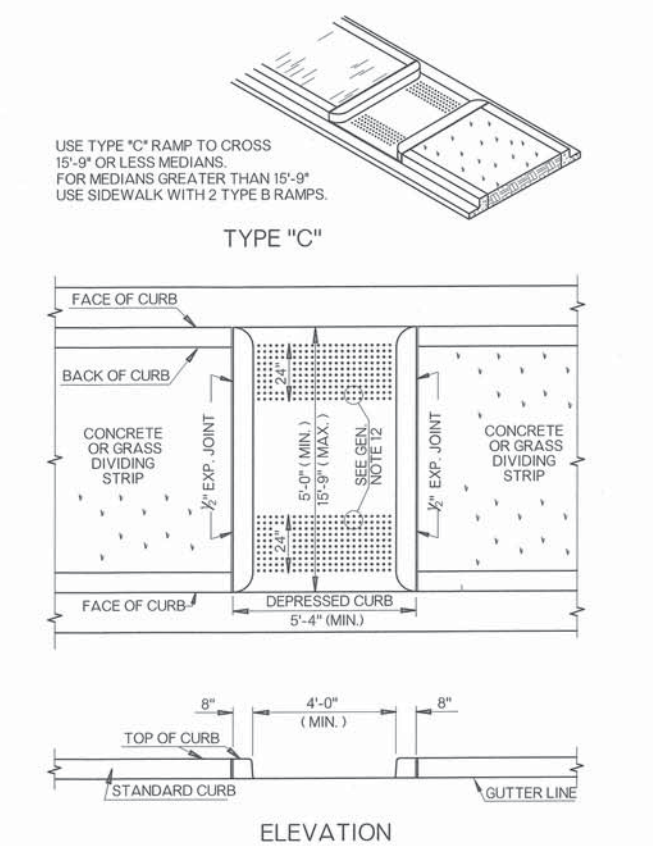 USE TYPE "C" RAMP TO CROSS
15'-9" OR LESS MEDIANS.
FOR MEDIANS GREATER THAN 15'-9"
USE SIDEWALK WITH 2 TYPE B RAMPS.
TYPE "C"
FACE OF CURB
BACK OF CURB
CONCRETE
OR GRASS
DIVIDING
STRIP
½" EXP. JOINT
24"
24"
5'-0" ( MIN. )
15'-9" ( MAX. )
SEE GEN.
NOTE 12
½" EXP. JOINT
CONCRETE
OR GRASS
DIVIDING
STRIP
FACE OF CURB
DEPRESSED CURB
5'-4" (MIN.)
8"
4'-0"
( MIN. )
8"
TOP OF CURB
STANDARD CURB
GUTTER LINE
ELEVATION